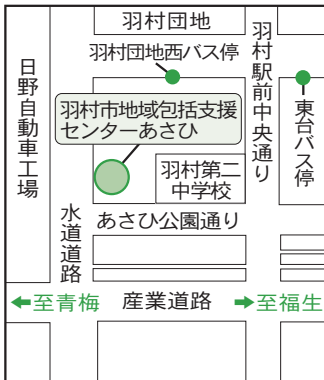 羽村団地
羽村団地西バス停
日野自動車工場
羽村駅前中央通り
東台バス停
羽村市地域包括支援
センターあさひ
羽村第二
中学校
水道道路
あさひ公園通り
←至青梅
産業道路
→至福生